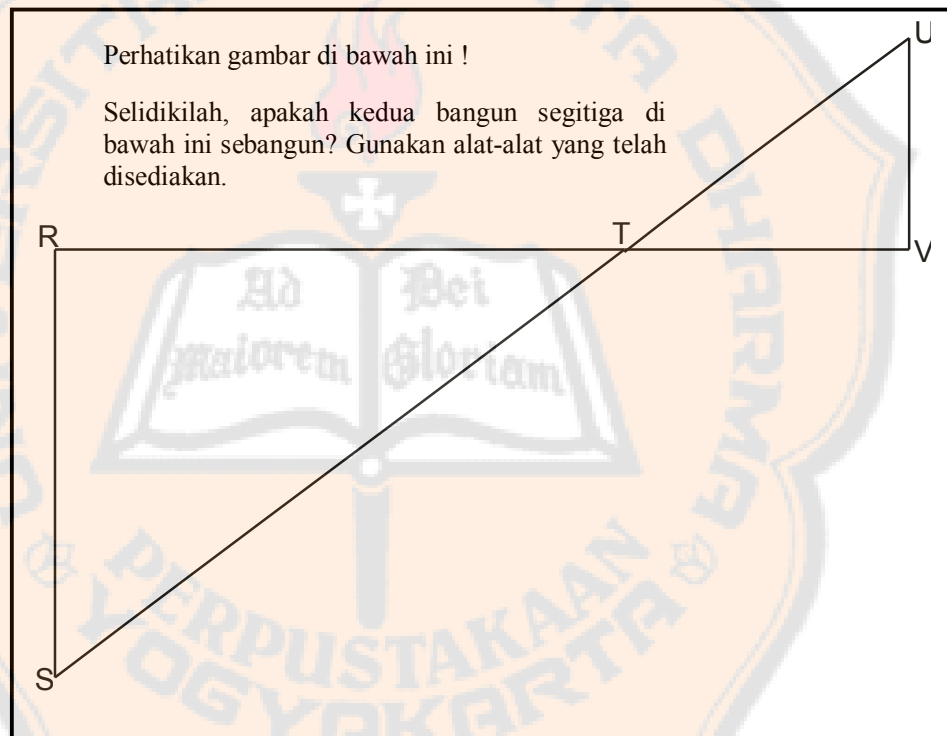 Perhatikan gambar di bawah ini !
Selidikilah, apakah kedua bangun segitiga di
bawah ini sebangun? Gunakan alat-alat yang telah
disediakan.
U
R
T
V
S
Ad
Dei
maiorem
Gloriam
DHARMA
PERPUSTAKAAN
YOGYAKARTA